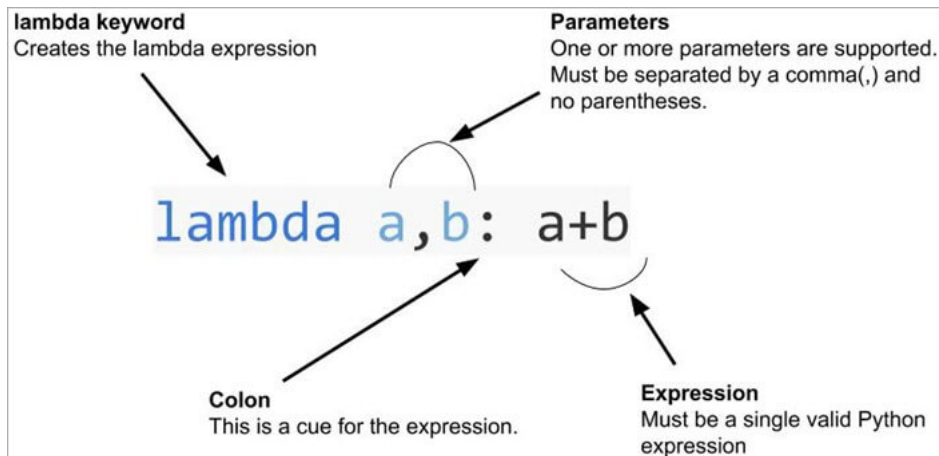 lambda keyword
Creates the lambda expression
Parameters
One or more parameters are supported.
Must be separated by a comma(,) and
no parentheses.
lambda a,b: a+b
Colon
This is a cue for the expression.
Expression
Must be a single valid Python
expression